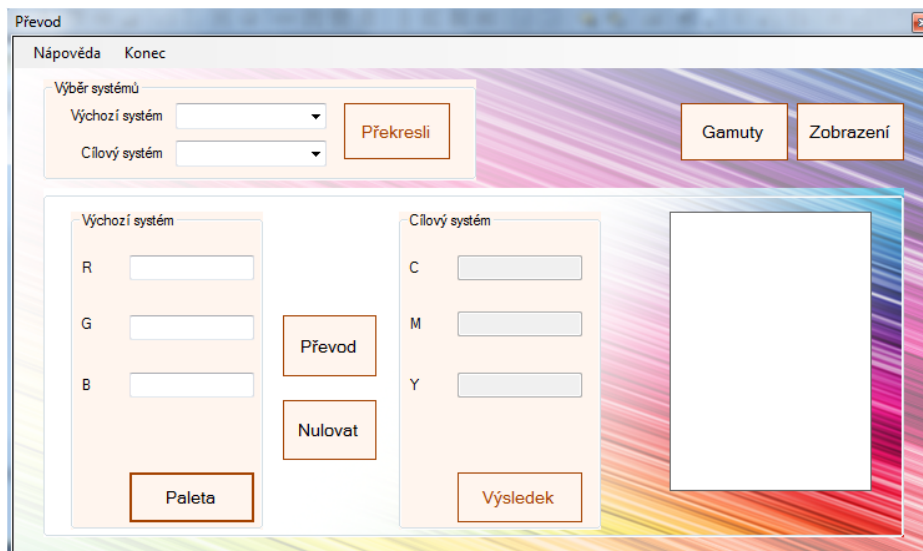 Převod
Nápověda Konec
Výběr systémů
Výchozí systém
Cílový systém
Překresli
Gamuty
Zobrazení
Výchozí systém
R
G
B
Paleta
Převod
Nulovat
Cílový systém
C
M
Y
Výsledek